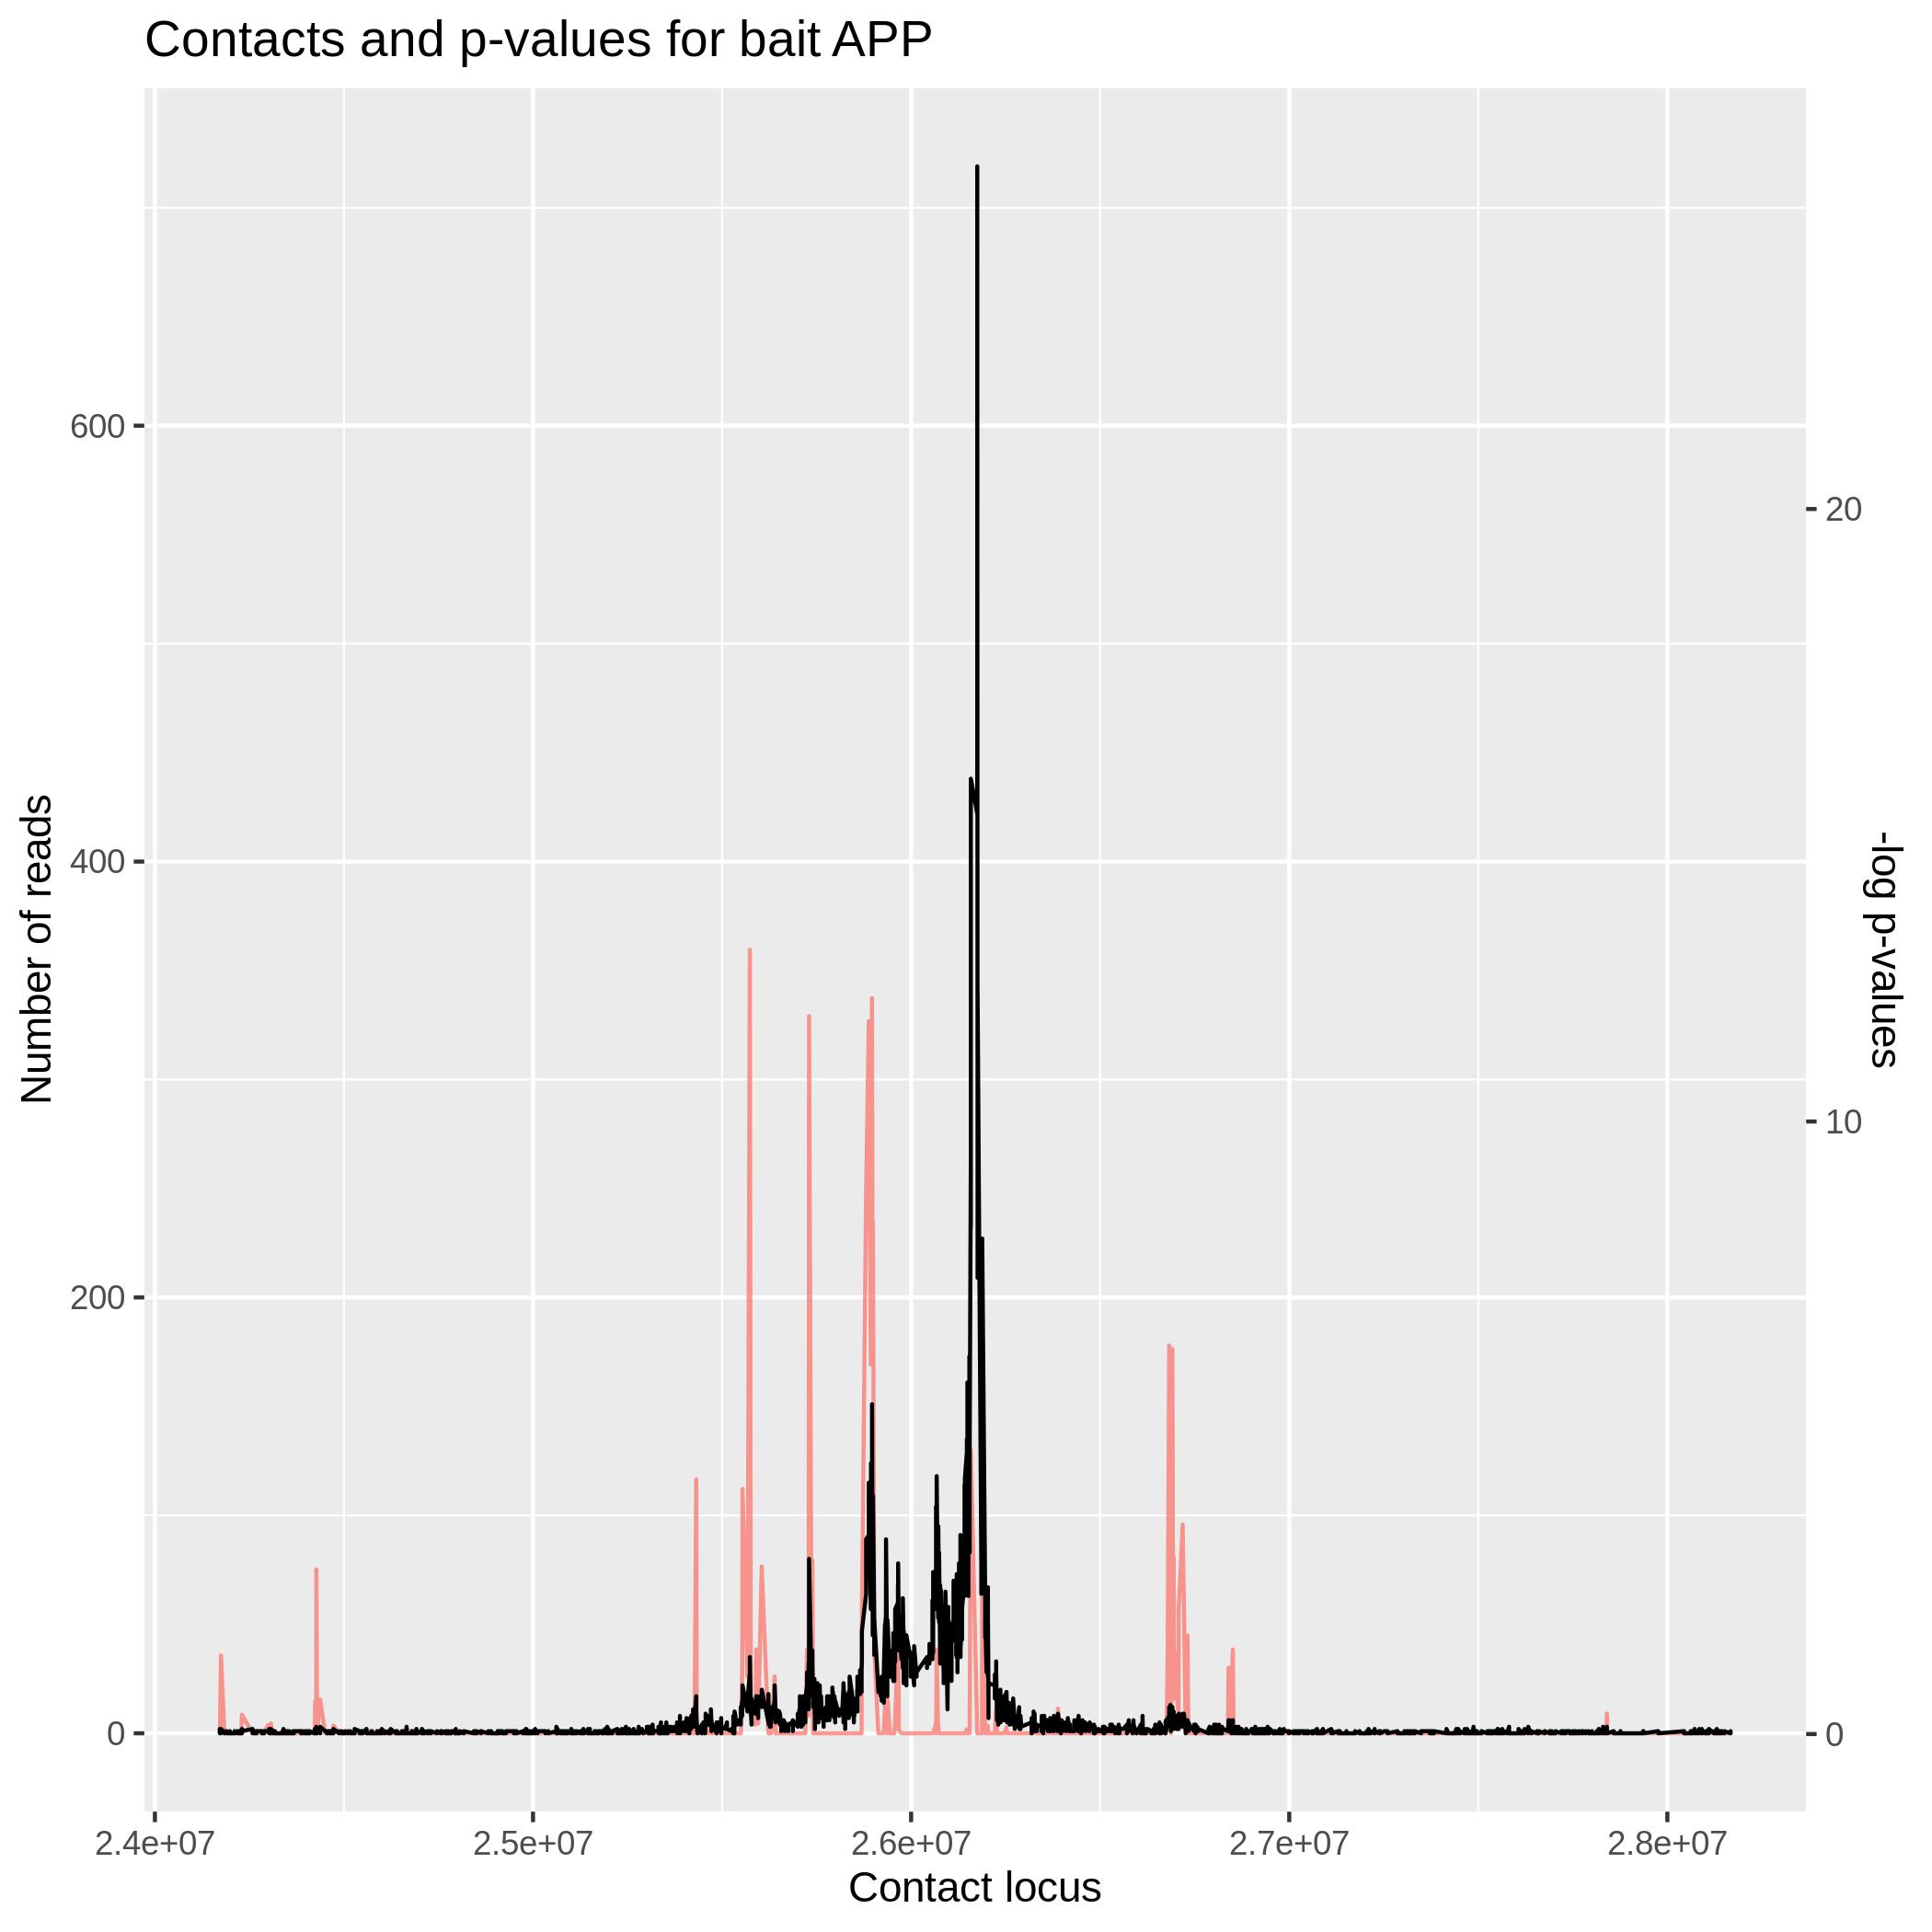 Contacts and p-values for bait APP
Number of reads
600
400
200
0
20
10
0
-log p-values
2.4e+07
2.5e+07
2.6e+07
2.7e+07
2.8e+07
Contact locus